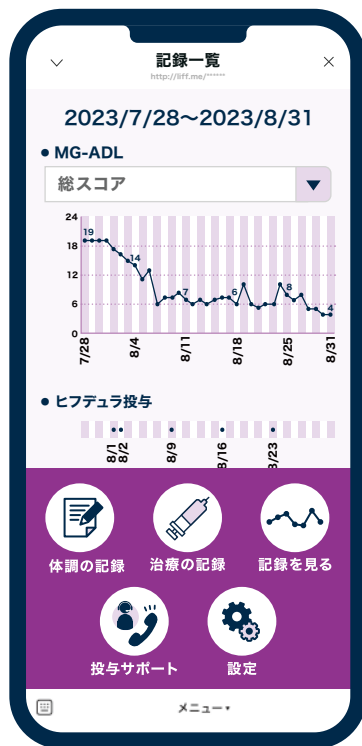 記録一覧
http://liff.me/******
2023/7/28～2023/8/31
● MG-ADL
総スコア
24
18
12
6
0
19
14
7
6
8
4
7/28
8/4
8/11
8/18
8/25
8/31
● ヒフデュラ投与
8/1
8/2
8/9
8/16
8/23
体調の記録
治療の記録
記録を見る
投与サポート
設定
メニュー▾